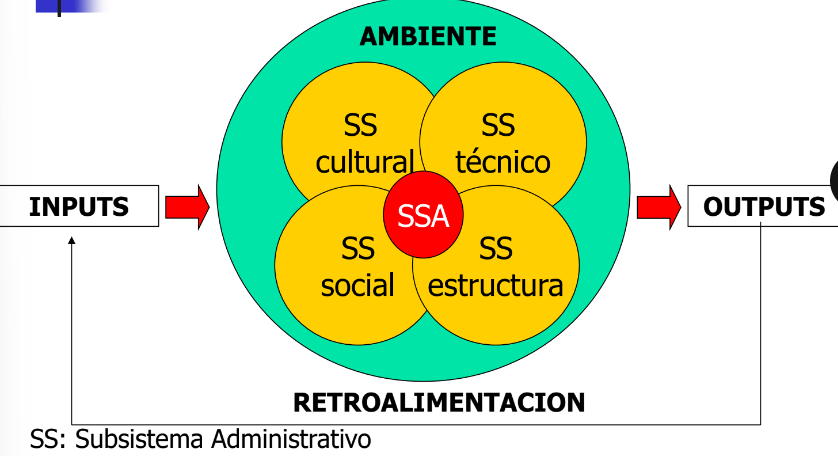 AMBIENTE
SS
cultural
SS
técnico
INPUTS
SSA
OUTPUTS
SS
social
SS
estructura
RETROALIMENTACION
SS: Subsistema Administrativo